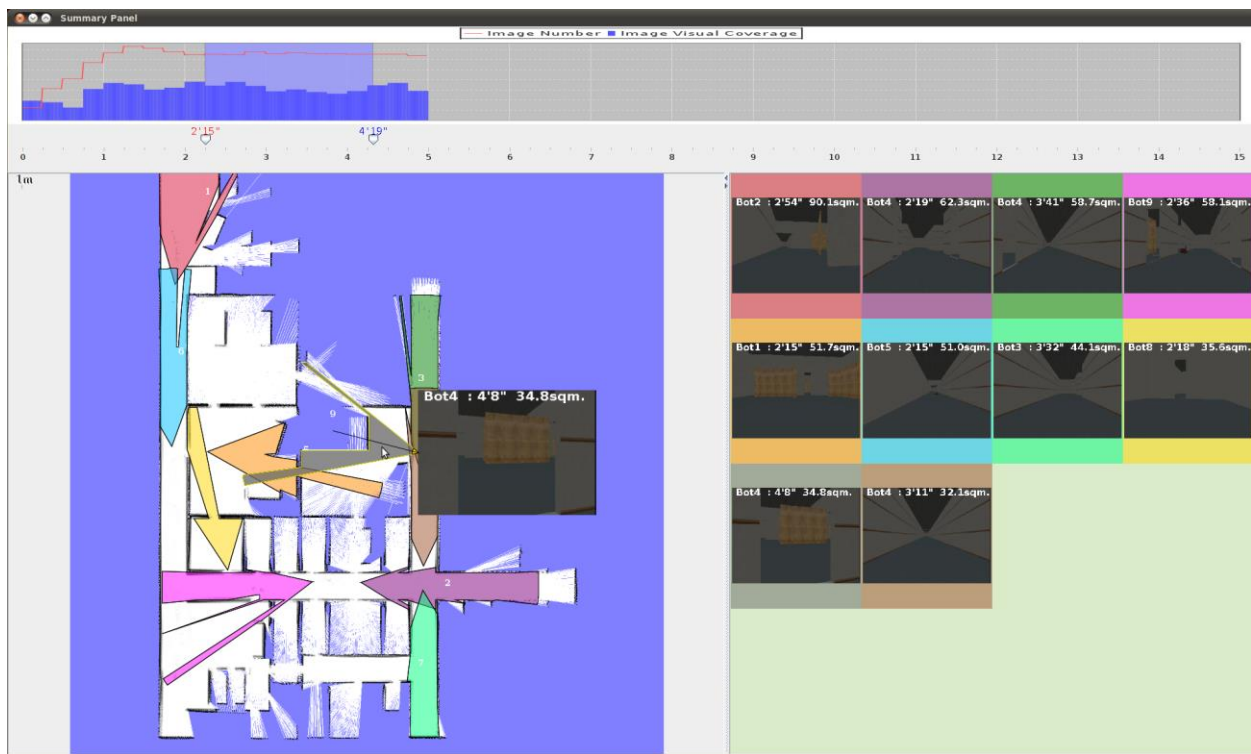 Summary Panel
Image Number Image Visual Coverage
2'15" 4'19"
0 1 2 3 4 5 6 7 8 9 10 11 12 13 14 15
1m
1
6
3
9
2
7
Bot4 : 4'8" 34.8sqm.
Bot2 : 2'54" 90.1sqm. Bot4 : 2'19" 62.3sqm. Bot4 : 3'41" 58.7sqm. Bot9 : 2'36" 58.1sqm.
Bot1 : 2'15" 51.7sqm. Bot5 : 2'15" 51.0sqm. Bot3 : 3'32" 44.1sqm. Bot8 : 2'18" 35.6sqm.
Bot4 : 4'8" 34.8sqm. Bot4 : 3'11" 32.1sqm.